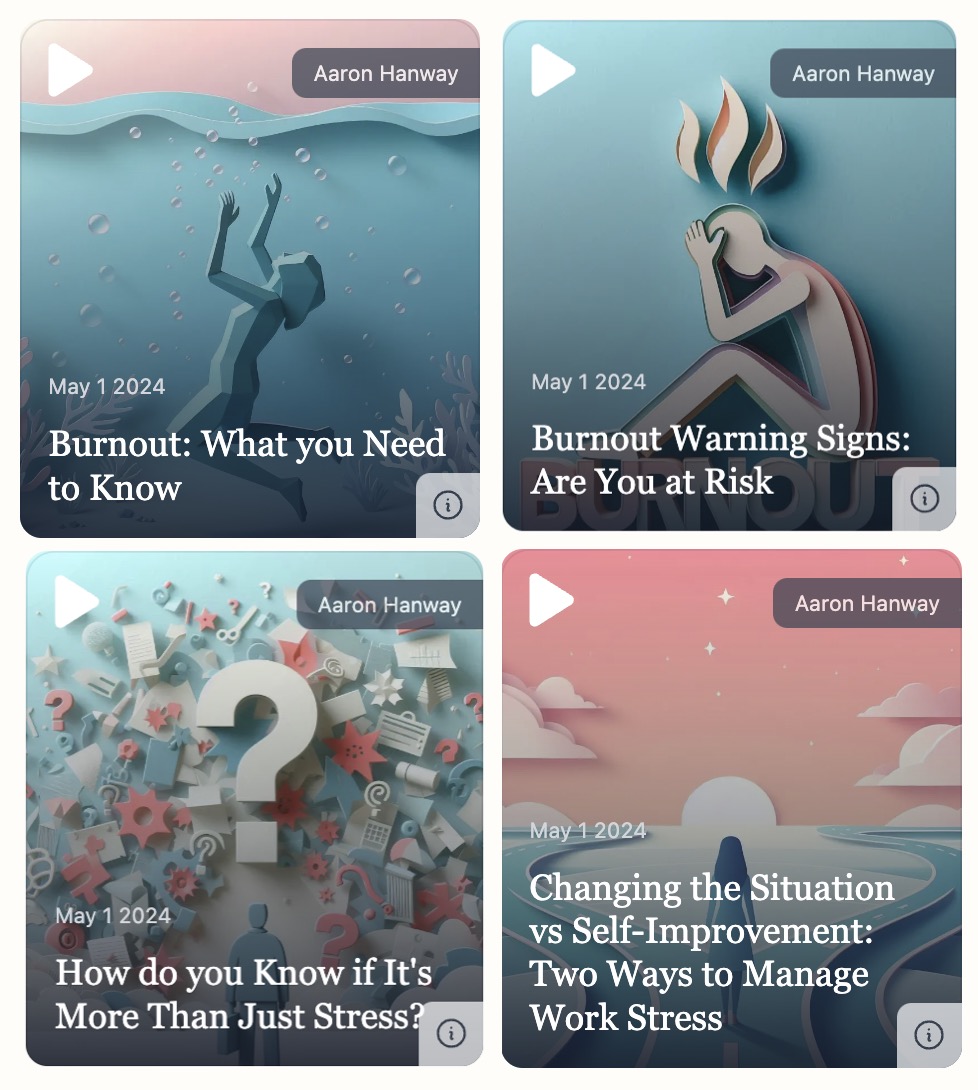 Aaron Hanway
May 1 2024
Burnout: What you Need
to Know
Aaron Hanway
May 1 2024
Burnout Warning Signs:
Are You at Risk
BURNOUT
Aaron Hanway
May 1 2024
How do you Know if It's
More Than Just Stress?
Aaron Hanway
May 1 2024
Changing the Situation
vs Self-Improvement:
Two Ways to Manage
Work Stress